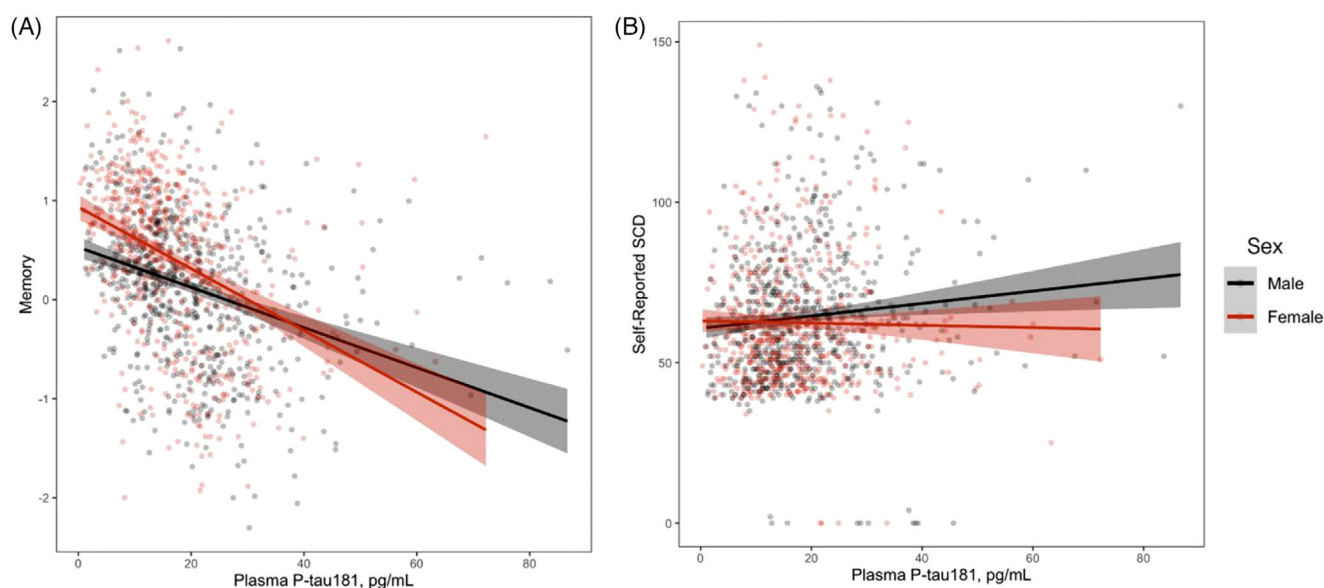 (A)
Memory
2
1
0
-1
-2
0
20
40
60
80
Plasma P-tau181, pg/mL
(B)
Self-Reported SCD
150
100
50
0
0
20
40
60
80
Plasma P-tau181, pg/mL
Sex
Male
Female